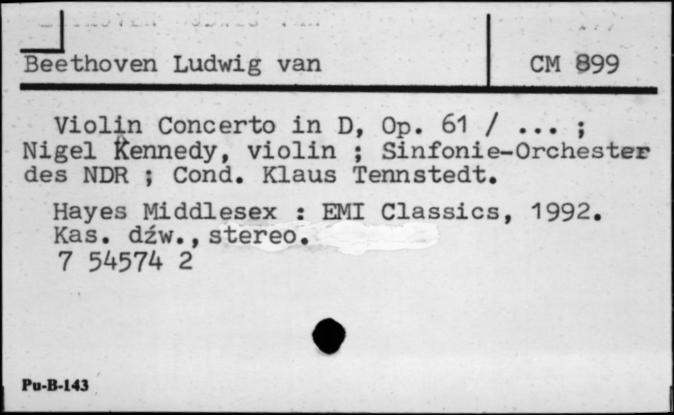 Beethoven Ludwig van
CM 899
Violin Concerto in D, Op. 61 / ... ;
Nigel Kennedy, violin ; Sinfonie-Orchester
des NDR ; Cond. Klaus Tennstedt.
Hayes Middlesex : EMI Classics, 1992.
Kas. dźw., stereo.
7 54574 2
Pu-B-143